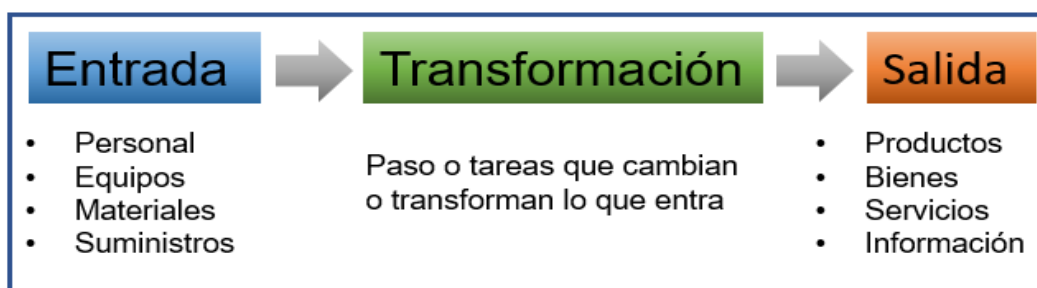 Entrada
Transformación
Salida
• Personal
• Equipos
• Materiales
• Suministros
Paso o tareas que cambian
o transforman lo que entra
• Productos
• Bienes
• Servicios
• Información